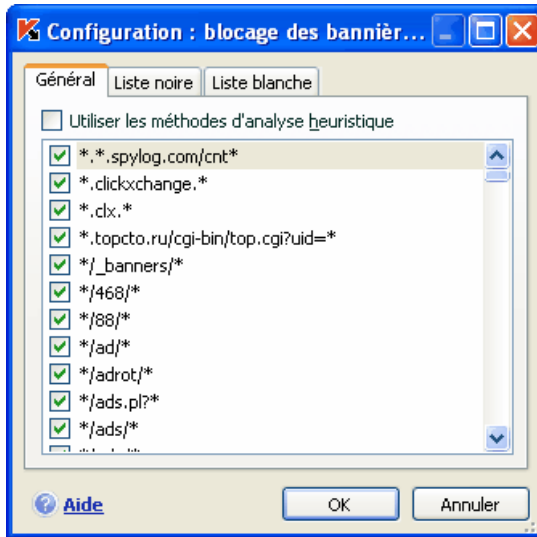 Configuration : blocage des bannièr...
Général Liste noire Liste blanche
Utiliser les méthodes d'analyse heuristique
*.*.spylog.com/cnt*
*.clickxchange.*
*.clx.*
*.topcto.ru/cgi-bin/top.cgi?uid=*
*/_banners/*
*/468/*
*/88/*
*/ad/*
*/adrot/*
*/ads.pl?*
*/ads/*
Aide OK Annuler